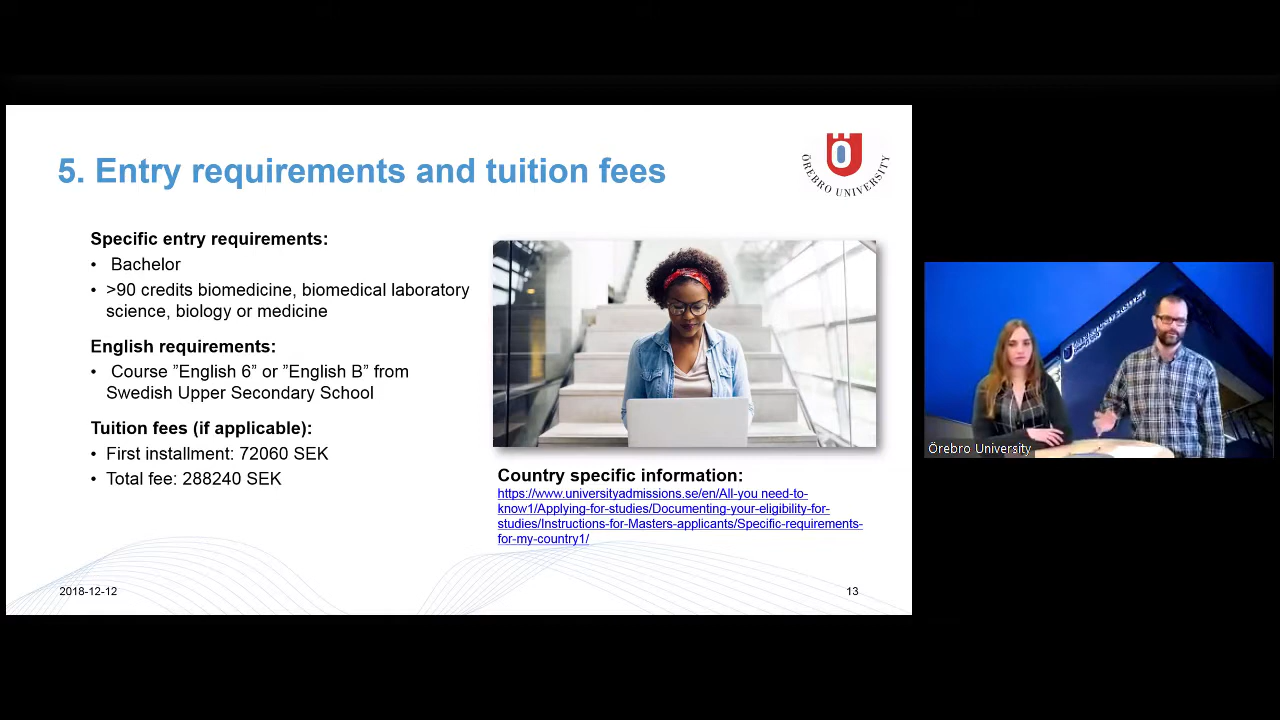 5. Entry requirements and tuition fees
ÖREBRO UNIVERSITY
Specific entry requirements:
• Bachelor
• >90 credits biomedicine, biomedical laboratory
science, biology or medicine
English requirements:
• Course ”English 6” or ”English B” from
Swedish Upper Secondary School
Tuition fees (if applicable):
• First installment: 72060 SEK
• Total fee: 288240 SEK
Country specific information:
https://www.universityadmissions.se/en/All-you need-to-
know1/Applying-for-studies/Documenting-your-eligibility-for-
studies/Instructions-for-Masters-applicants/Specific-requirements-
for-my-country1/
2018-12-12
13
Örebro University